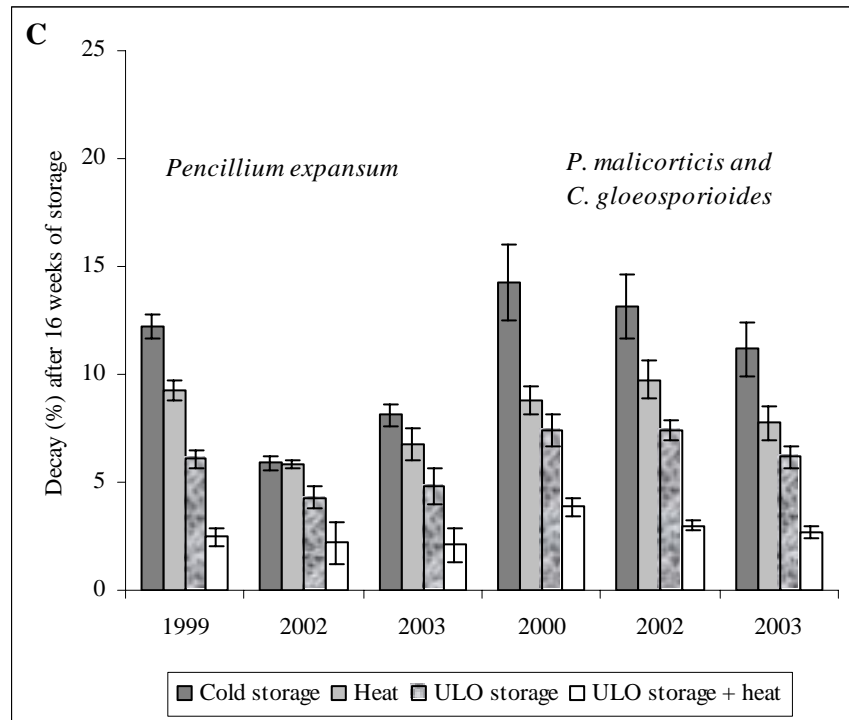 C
Decay (%) after 16 weeks of storage
25
20
15
10
5
0
Pencillium expansum
P. malicorticis and
C. gloeosporioides
1999 2002 2003 2000 2002 2003
Cold storage Heat ULO storage ULO storage + heat